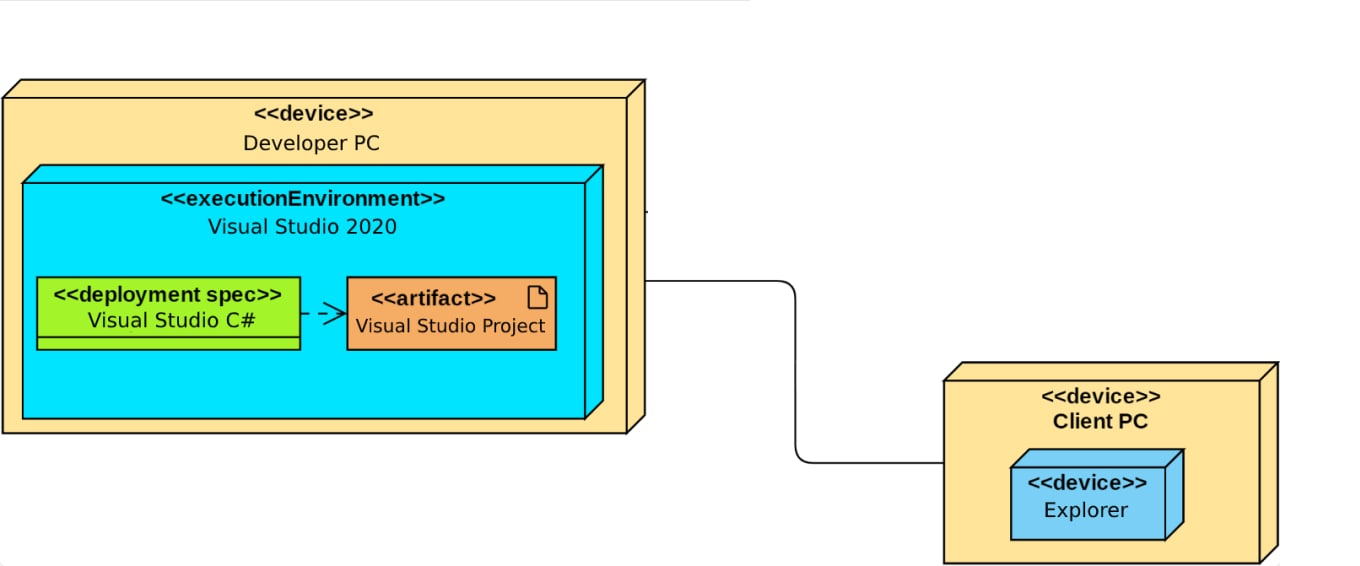 <<device>>
Developer PC
<<executionEnvironment>>
Visual Studio 2020
<<deployment spec>>
Visual Studio C#
<<artifact>>
Visual Studio Project
<<device>>
Client PC
<<device>>
Explorer